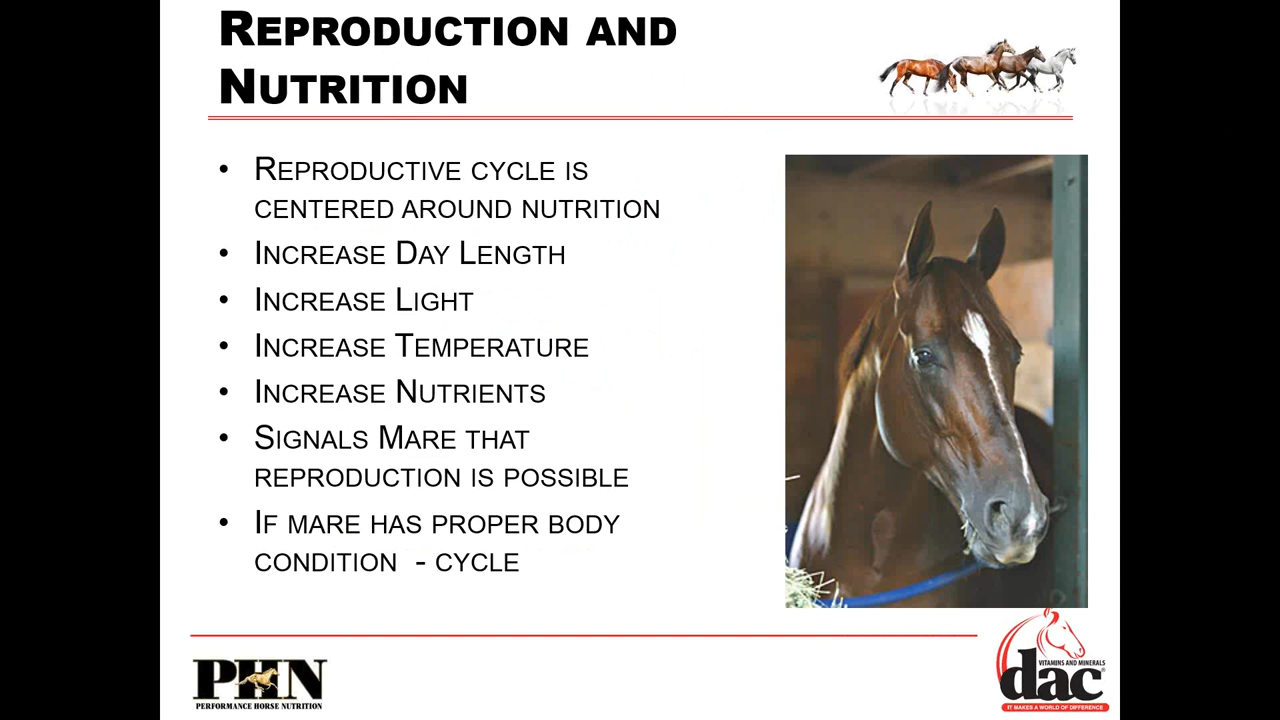 REPRODUCTION AND
NUTRITION
• REPRODUCTIVE CYCLE IS
CENTERED AROUND NUTRITION
• INCREASE DAY LENGTH
• INCREASE LIGHT
• INCREASE TEMPERATURE
• INCREASE NUTRIENTS
• SIGNALS MARE THAT
REPRODUCTION IS POSSIBLE
• IF MARE HAS PROPER BODY
CONDITION - CYCLE
PHN
PERFORMANCE HORSE NUTRITION
VITAMINS AND MINERALS
dac®
IT MAKES A WORLD OF DIFFERENCE